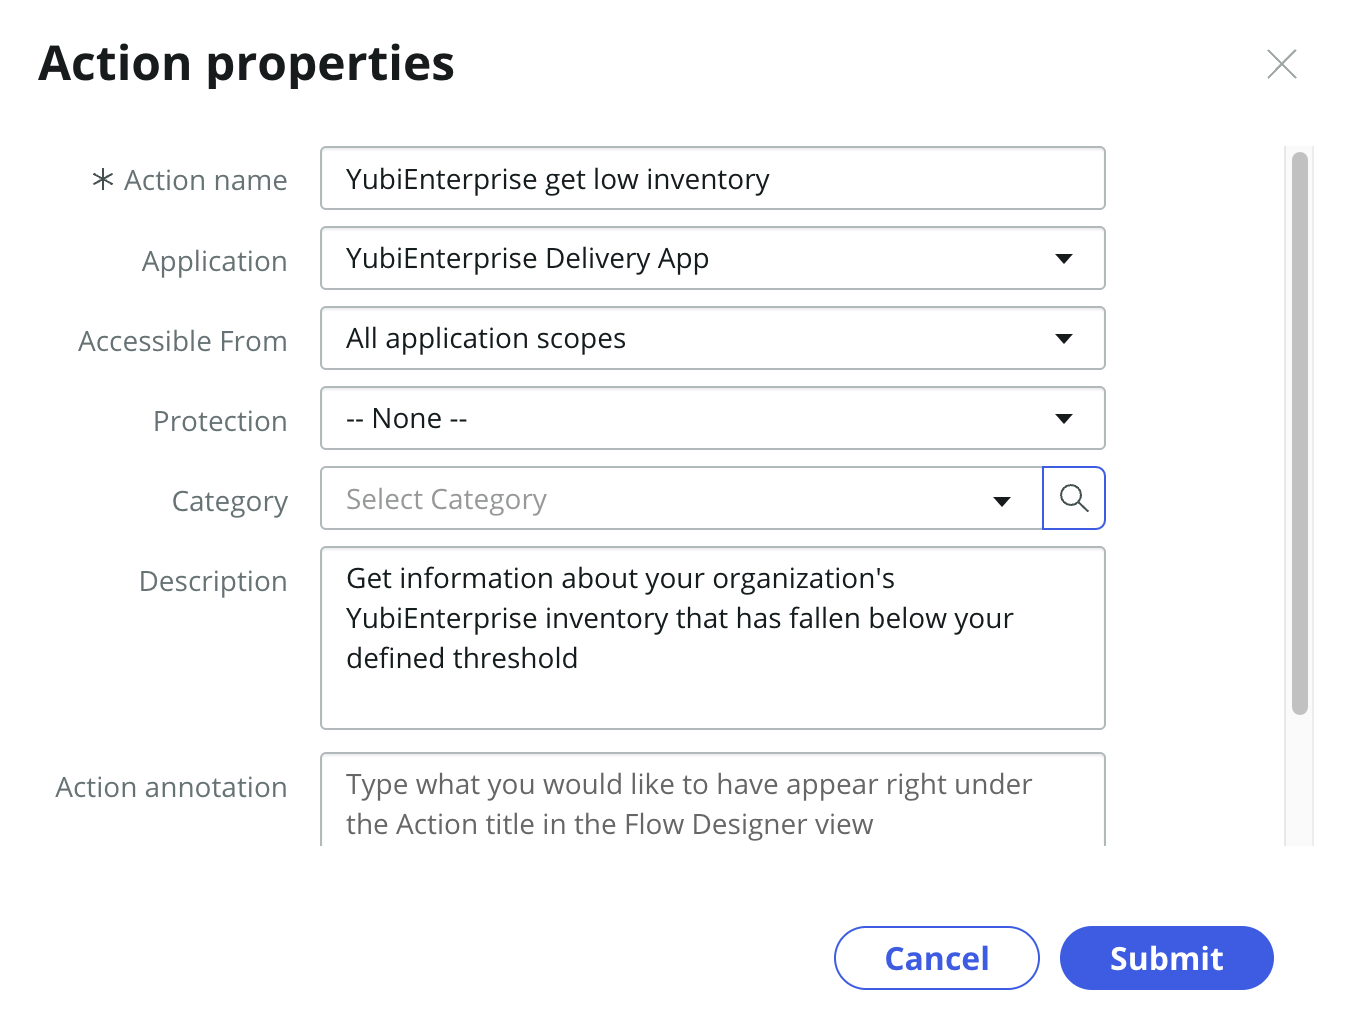 Action properties
* Action name
YubiEnterprise get low inventory
Application
YubiEnterprise Delivery App
Accessible From
All application scopes
Protection
-- None --
Category
Select Category
Description
Get information about your organization's
YubiEnterprise inventory that has fallen below your
defined threshold
Action annotation
Type what you would like to have appear right under
the Action title in the Flow Designer view
Cancel
Submit